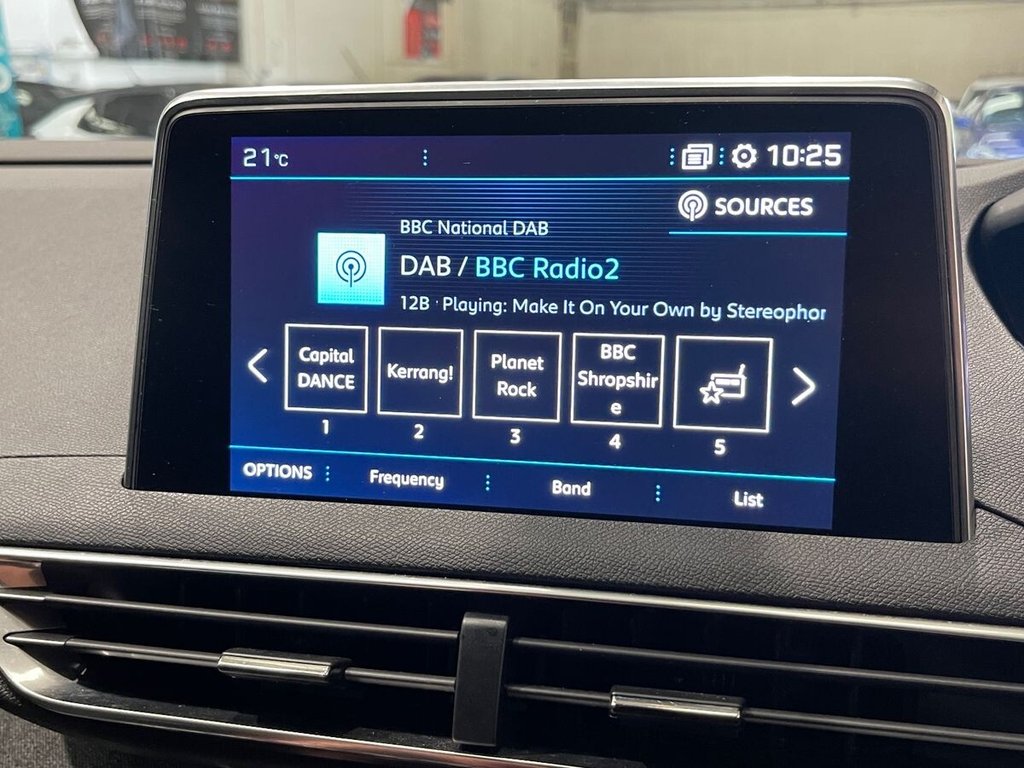 21°C
10:25
SOURCES
BBC National DAB
DAB / BBC Radio2
12B · Playing: Make It On Your Own by Stereophor
Capital
DANCE
Kerrang!
Planet
Rock
BBC
Shropshir
e
1
2
3
4
5
OPTIONS
Frequency
Band
List